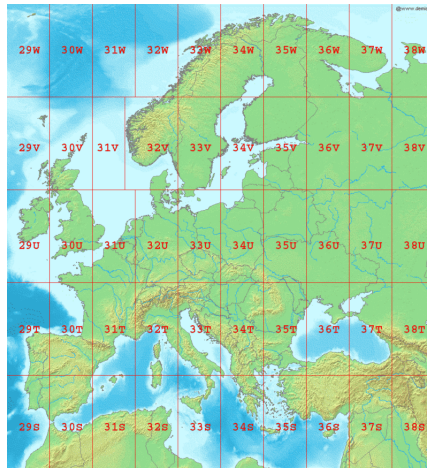 @www.demis
29W 30W 31W 32W 33W 34W 35W 36W 37W 38W
29V 30V 31V 32V 33V 34V 35V 36V 37V 38V
29U 30U 31U 32U 33U 34U 35U 36U 37U 38U
29T 30T 31T 32T 33T 34T 35T 36T 37T 38T
29S 30S 31S 32S 33S 34S 35S 36S 37S 38S